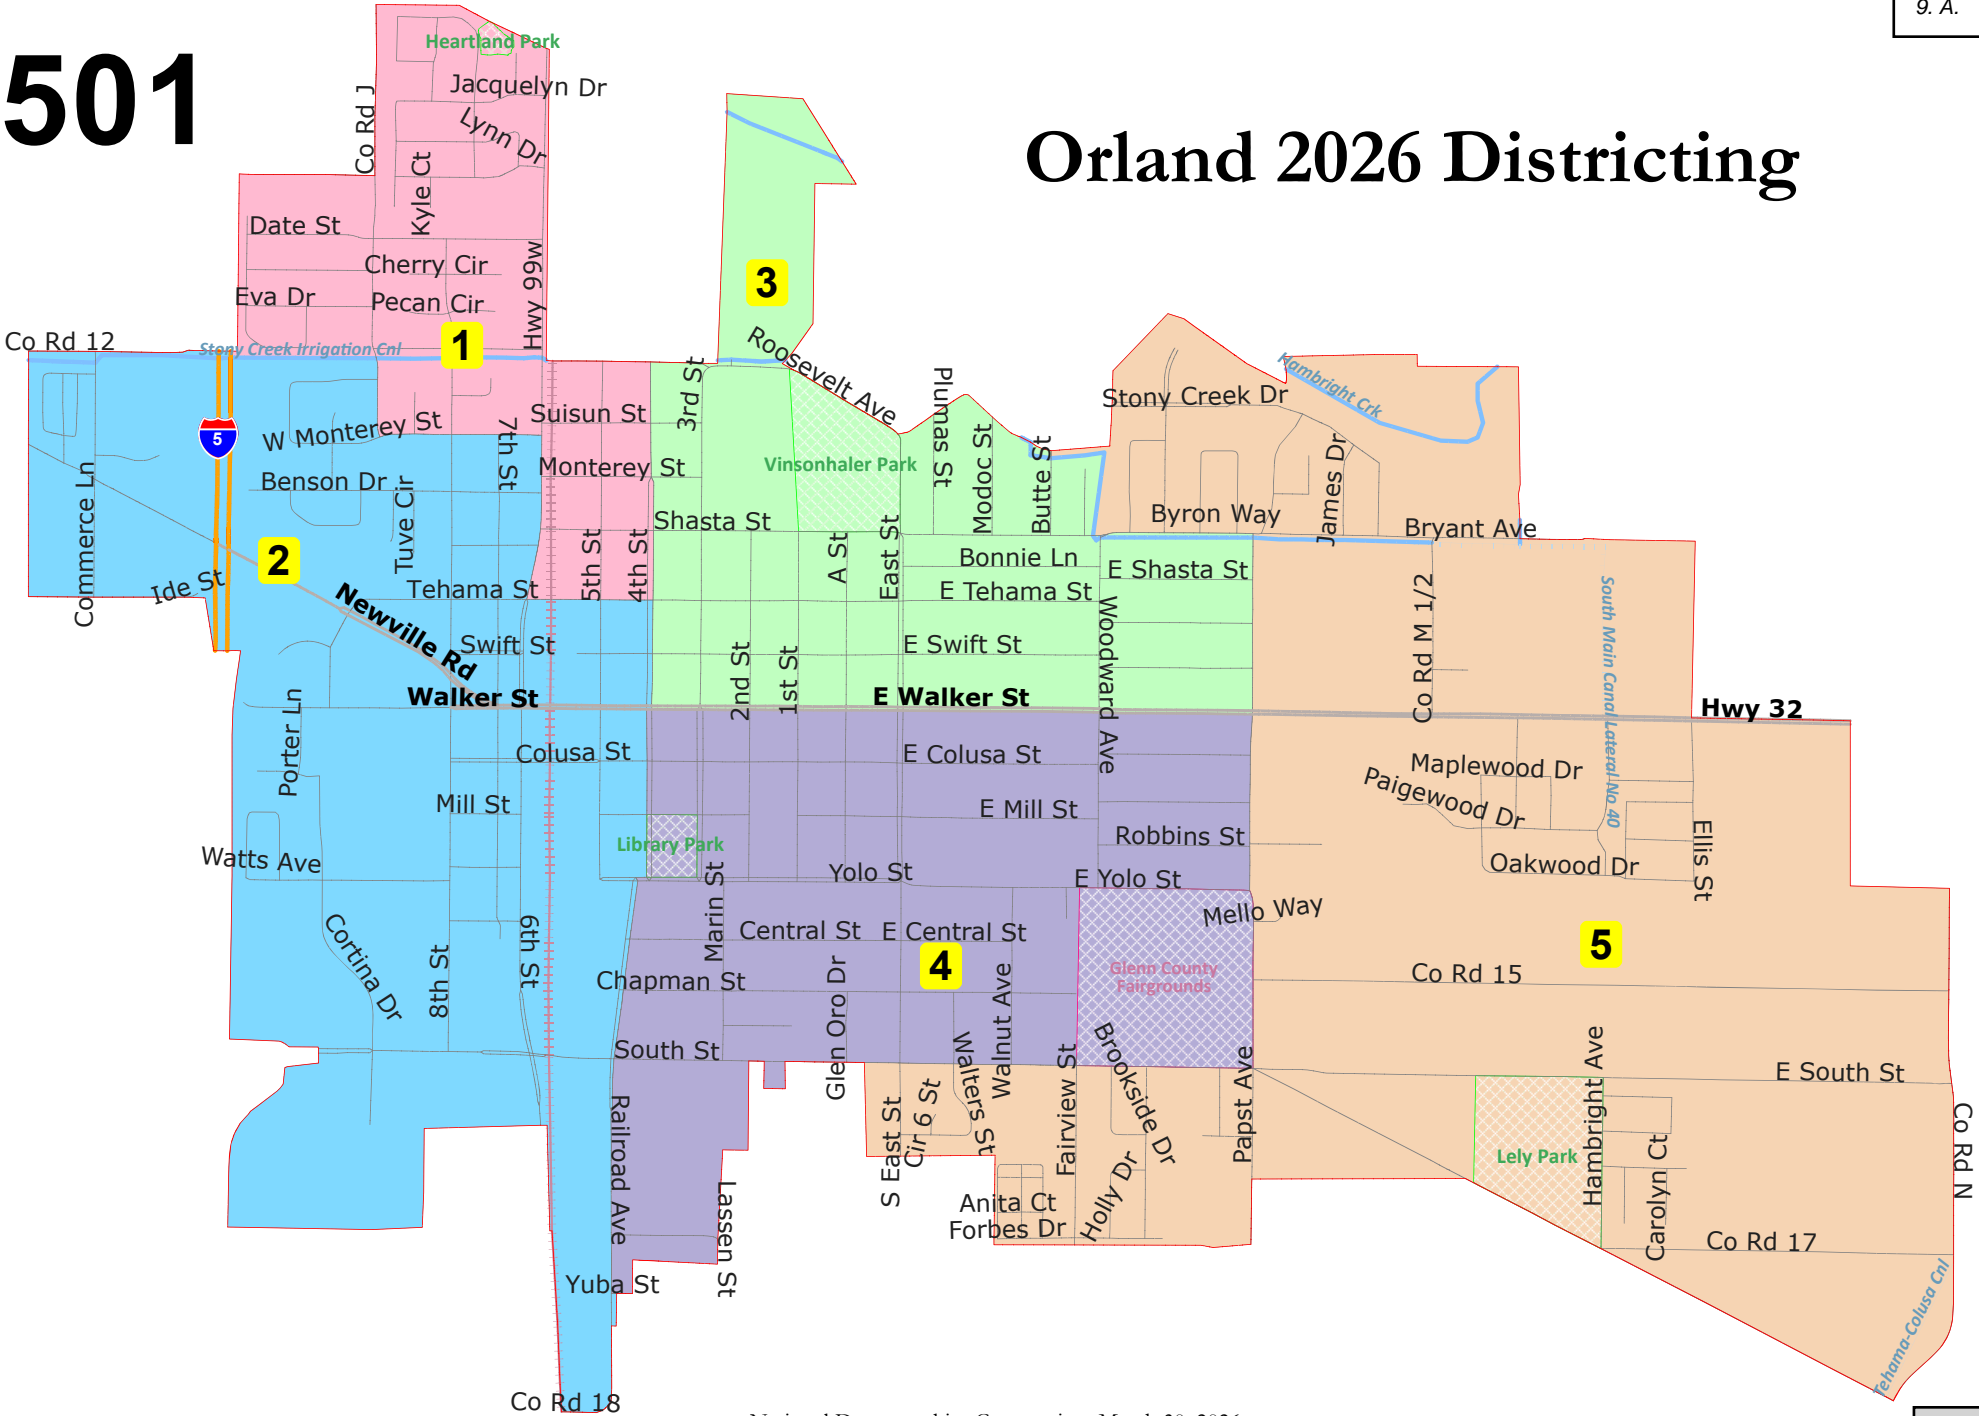 9. A.
501
Orland 2026 Districting
Heartland Park
Jacquelyn Dr
Lynn Dr
Co Rd J
Kyle Ct
Date St
Cherry Cir
Hwy 99w
Eva Dr
Pecan Cir
3
Co Rd 12
Stony Creek Irrigation Cnl
1
Roosevelt Ave
3rd St
Plumas St
Stony Creek Dr
Hambright Crk
Suisun St
W Monterey St
5
7th St
Monterey St
Vinsonhaler Park
Modoc St
Butte St
James Dr
Benson Dr
Tuve Cir
Commerce Ln
Shasta St
Byron Way
Bryant Ave
2
Ide St
Newville Rd
Tehama St
5th St
4th St
A St
East St
Bonnie Ln
E Shasta St
E Tehama St
Woodward Ave
Co Rd M 1/2
South Main Canal Lateral No 40
Swift St
E Swift St
2nd St
1st St
Walker St
E Walker St
Hwy 32
Porter Ln
Colusa St
E Colusa St
Maplewood Dr
Paigewood Dr
Mill St
E Mill St
Robbins St
Library Park
Watts Ave
Yolo St
E Yolo St
Oakwood Dr
Ellis St
Marin St
Mello Way
Cortina Dr
8th St
6th St
Central St
E Central St
4
5
Chapman St
Glen Oro Dr
Walnut Ave
Glenn County
Fairgrounds
Co Rd 15
South St
Walters St
Brookside Dr
Fairview St
Papst Ave
Hambright Ave
E South St
Railroad Ave
S East St
Cir 6 St
Holly Dr
Lely Park
Carolyn Ct
Co Rd N
Lassen St
Anita Ct
Forbes Dr
Co Rd 17
Yuba St
Tehama-Colusa Cnl
Co Rd 18